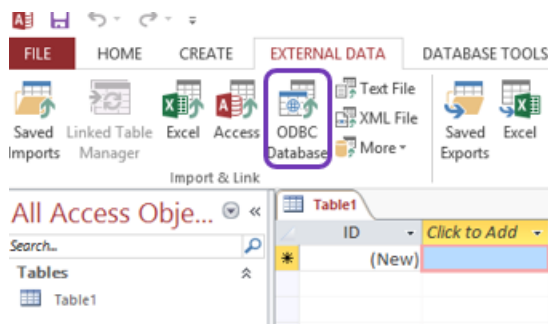 FILE HOME CREATE EXTERNAL DATA DATABASE TOOLS
Saved Imports
Linked Table Manager
Excel
Access
ODBC Database
Text File
XML File
More
Saved Exports
Excel
Import & Link
All Access Obje...
Search...
Tables
Table1
Table1
ID Click to Add
(New)